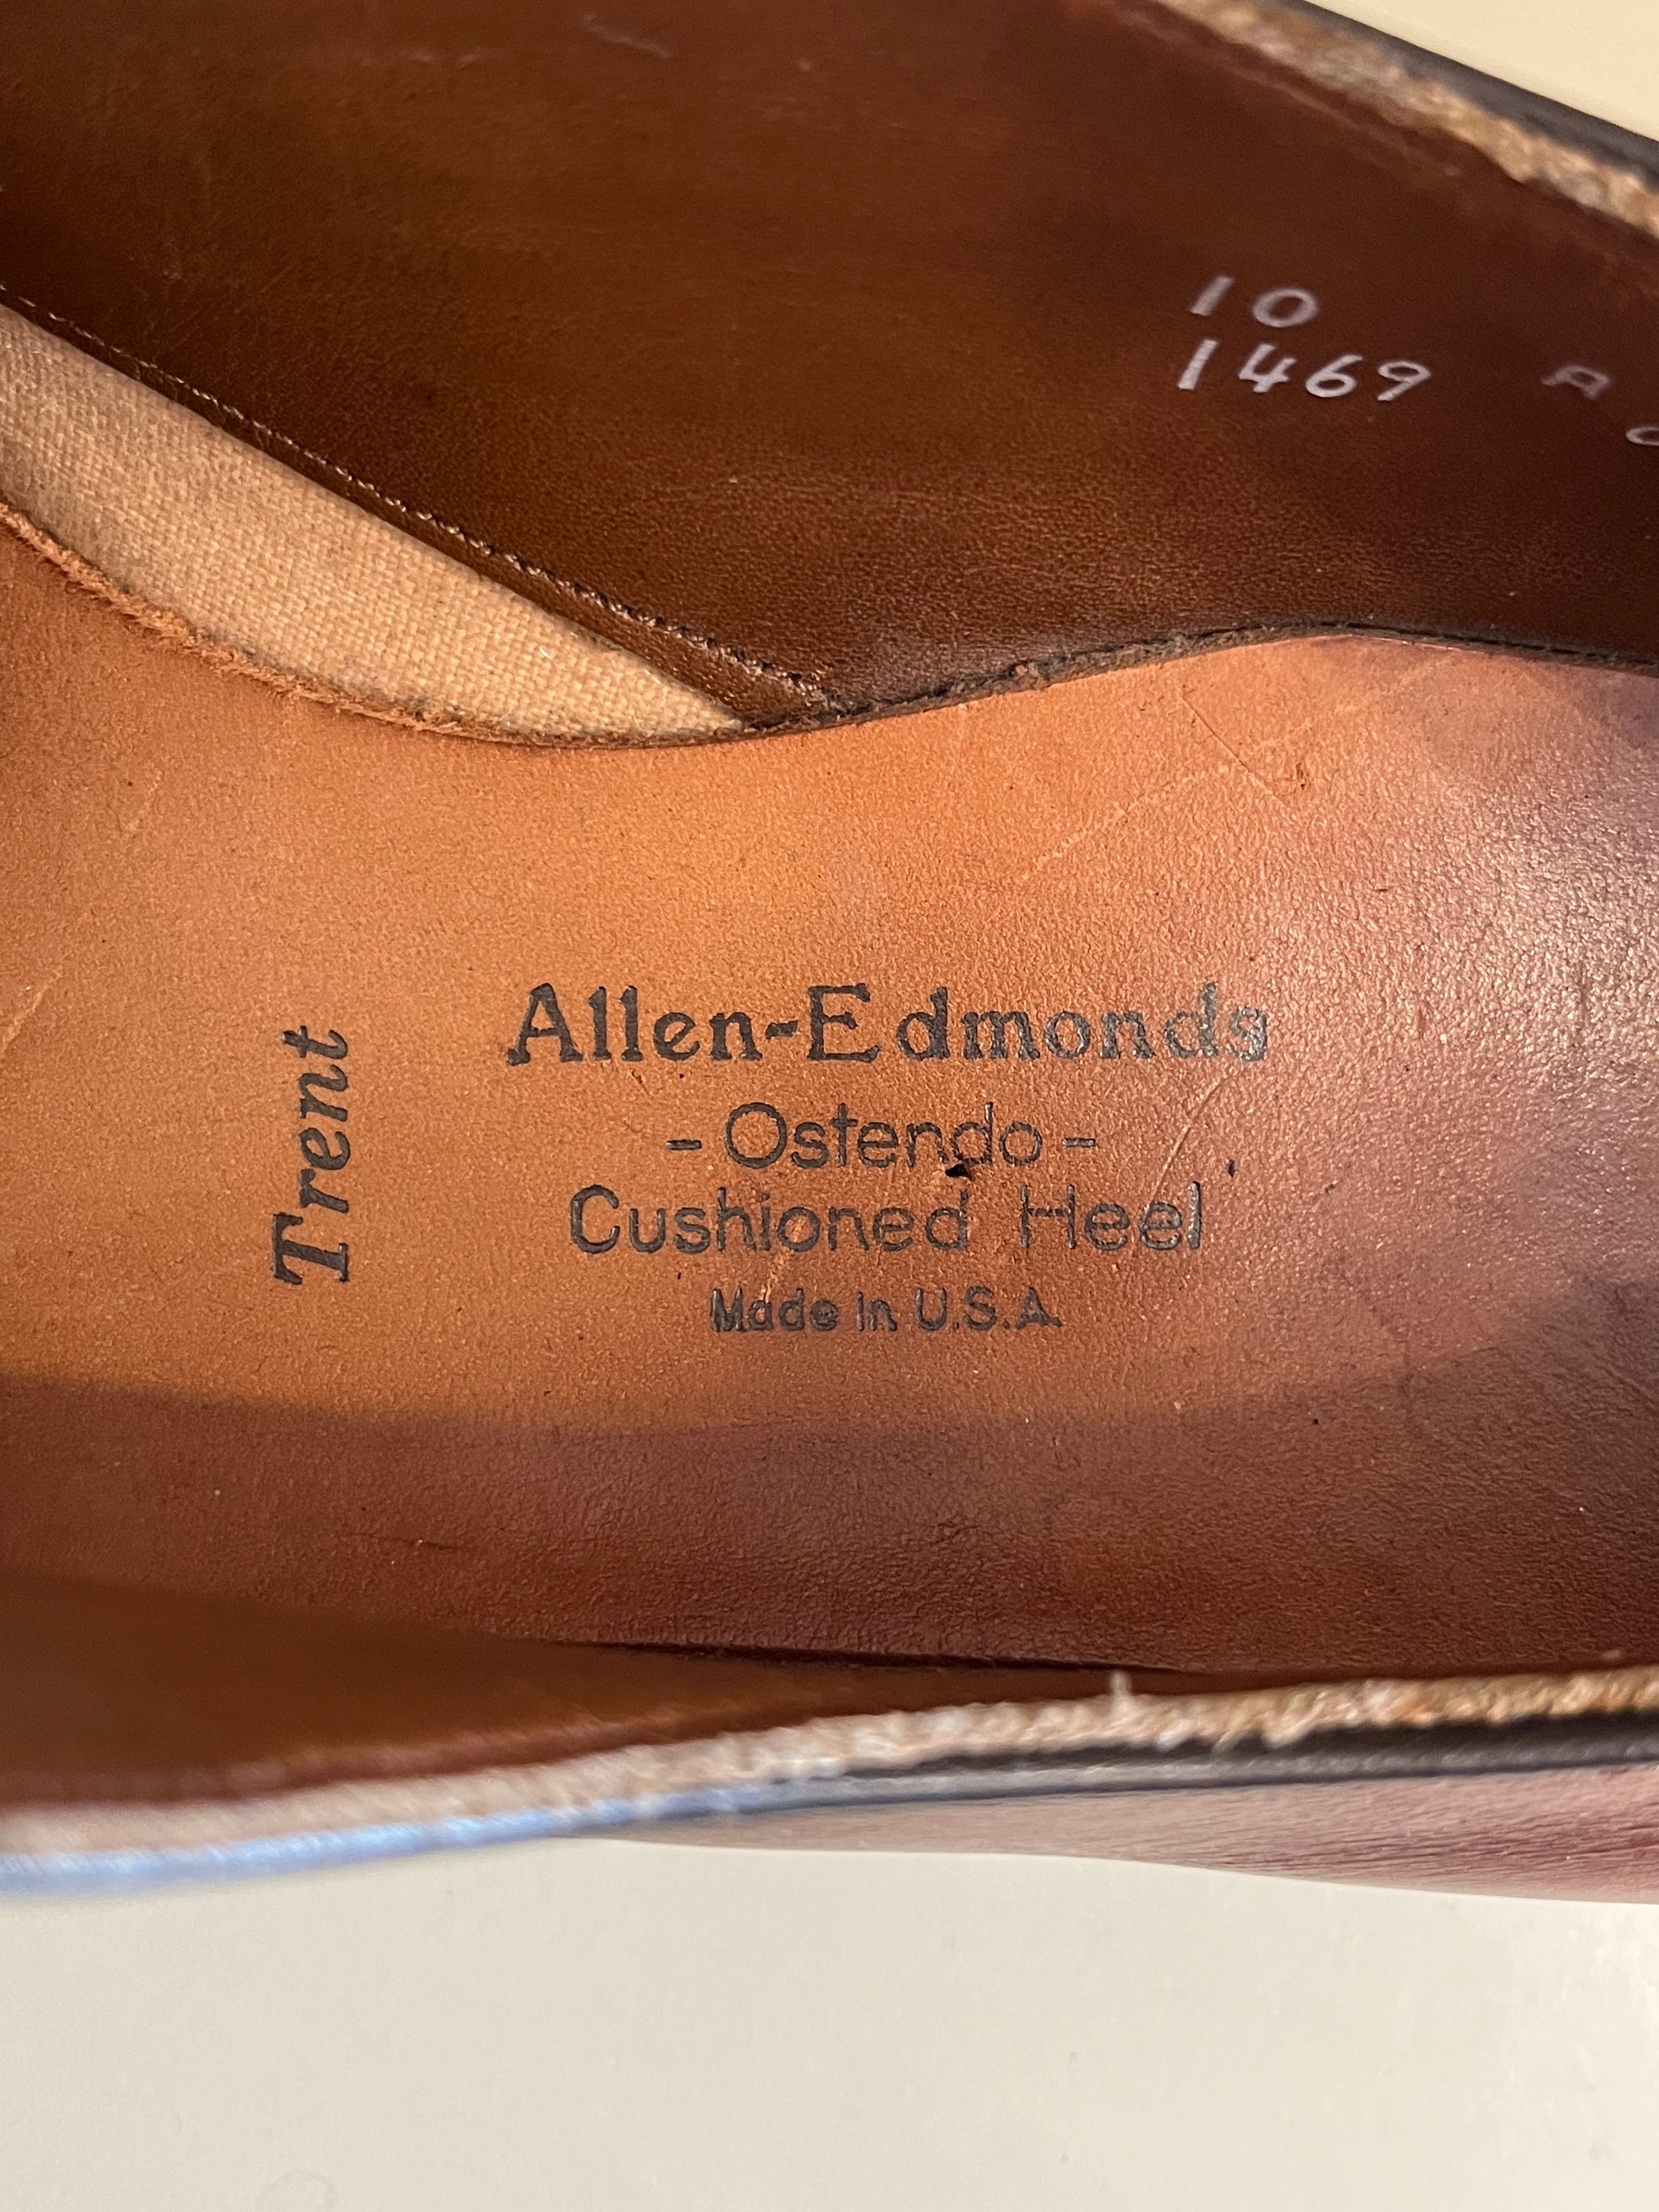 10
1469 A
Trent
Allen-Edmonds
-Ostendo-
Cushioned Heel
Made in U.S.A.